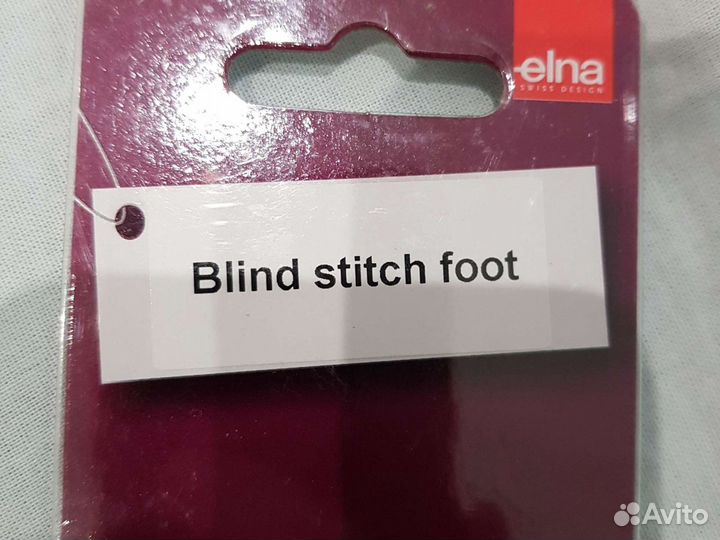 elna
SWISS DESIGN
Blind stitch foot
Avito